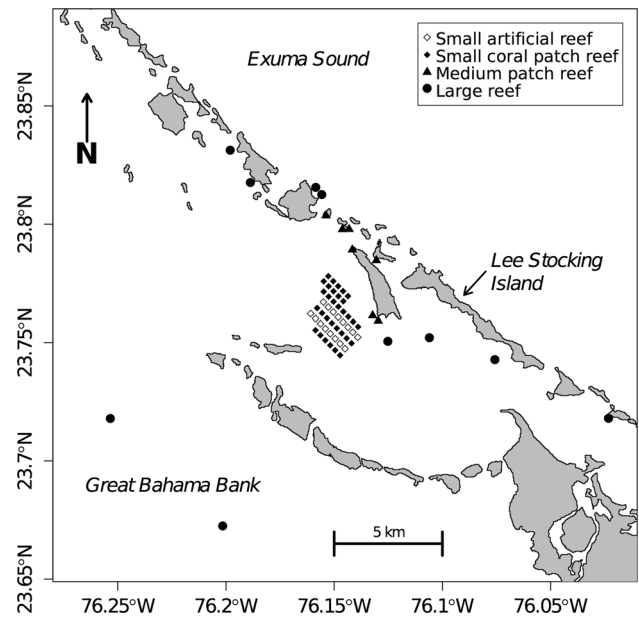 Exuma Sound
Small artificial reef
Small coral patch reef
Medium patch reef
Large reef
N
Lee Stocking
Island
Great Bahama Bank
5 km
23.85°N
23.8°N
23.75°N
23.7°N
23.65°N
76.25°W
76.2°W
76.15°W
76.1°W
76.05°W